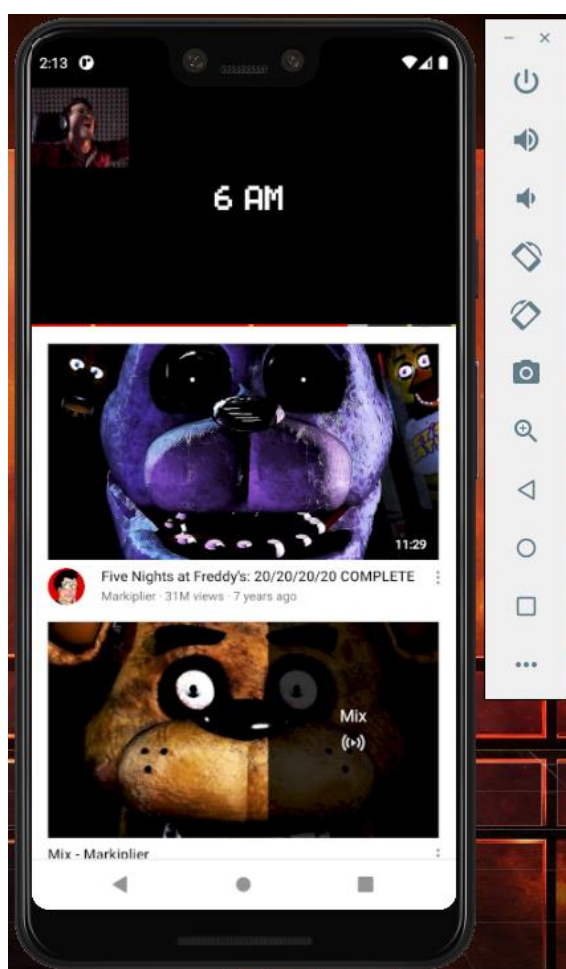 2:13
6 AM
11:29
Five Nights at Freddy's: 20/20/20/20 COMPLETE
Markiplier · 31M views · 7 years ago
Mix
Mix - Markiplier